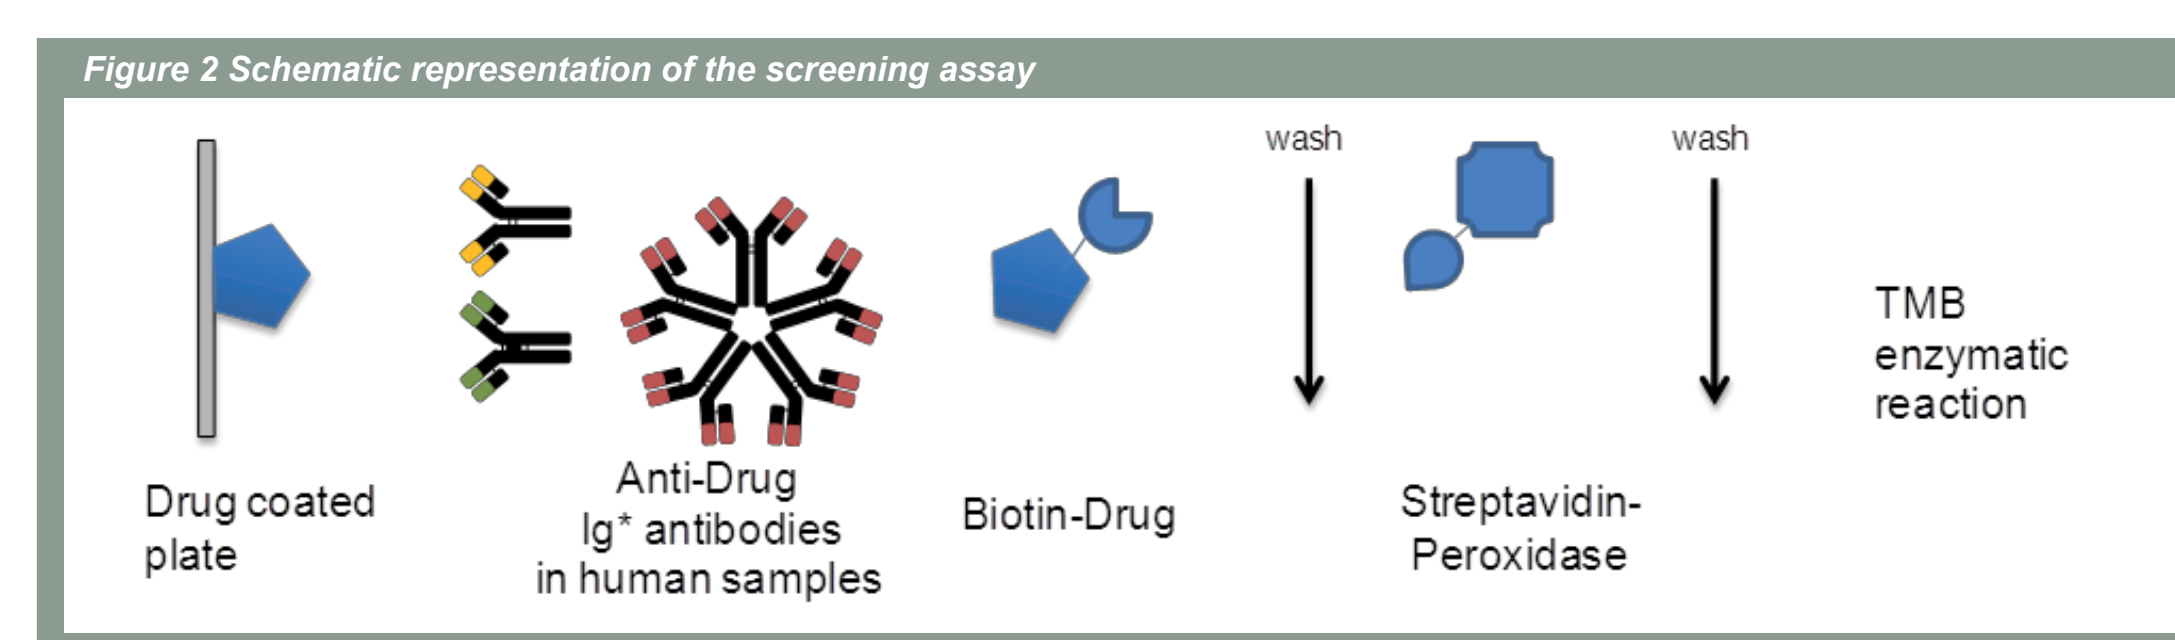 Figure 2 Schematic representation of the screening assay
wash
wash
TMB
enzymatic
reaction
Drug coated
plate
Anti-Drug
Ig* antibodies
in human samples
Biotin-Drug
Streptavidin-
Peroxidase